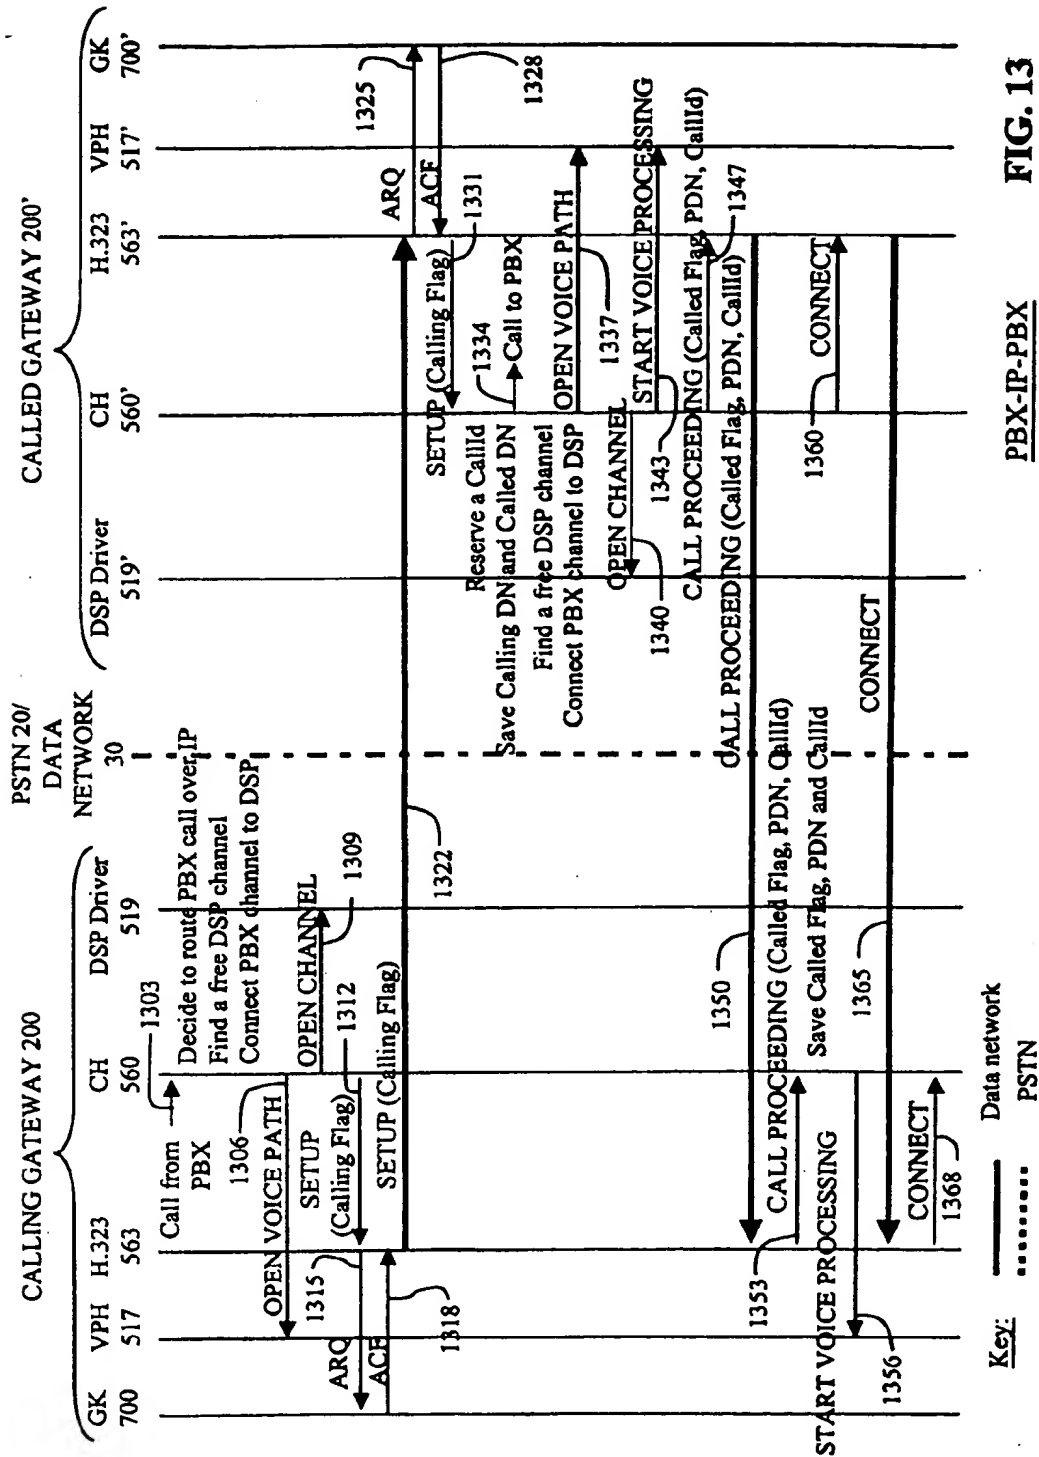 CALLING GATEWAY 200
PSTN 20/
DATA
NETWORK
30
CALLED GATEWAY 200'
GK
700
VPH
517
H.323
563
CH
560
DSP Driver
519
DSP Driver
519'
CH
560'
H.323
563'
VPH
517'
GK
700'
Call from
PBX
1303
Decide to route PBX call over IP
Find a free DSP channel
Connect PBX channel to DSP
1306
OPEN VOICE PATH
OPEN CHANNEL
1309
SETUP
(Calling Flag)
1312
1315
ARQ
ACF
1318
SETUP (Calling Flag)
1322
ARQ
1325
ACF
1328
SETUP (Calling Flag)
1331
Reserve a CallId
Save Calling DN and Called DN
Find a free DSP channel
Connect PBX channel to DSP
1334
Call to PBX
OPEN VOICE PATH
1337
OPEN CHANNEL
1340
START VOICE PROCESSING
1343
CALL PROCEEDING (Called Flag, PDN, CallId)
1347
CALL PROCEEDING (Called Flag, PDN, CallId)
1350
CALL PROCEEDING (Called Flag, PDN, CallId)
1353
Save Called Flag, PDN and CallId
START VOICE PROCESSING
1356
CONNECT
1360
CONNECT
1365
CONNECT
1368
Key:
Data network
PSTN
PBX-IP-PBX
FIG. 13